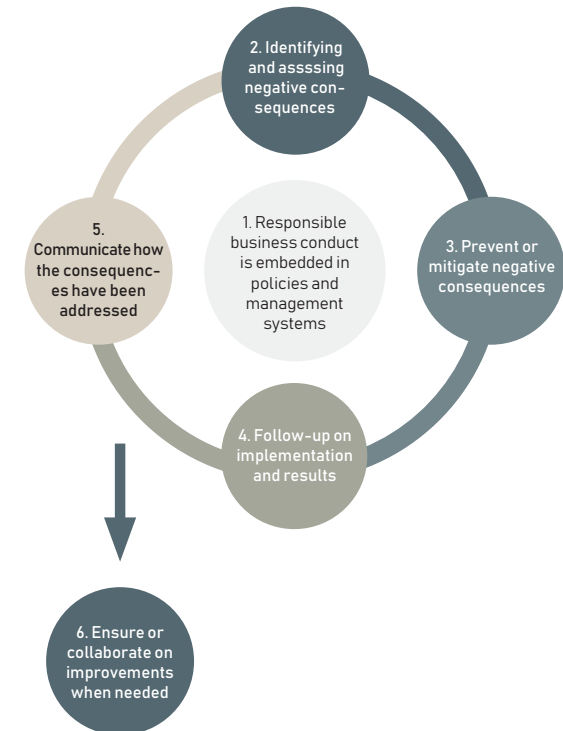 2. Identifying
and assssing
negative con-
sequences
1. Responsible
business conduct
is embedded in
policies and
management
systems
3. Prevent or
mitigate negative
consequences
5.
Communicate how
the consequenc-
es have been
addressed
4. Follow-up on
implementation
and results
6. Ensure or
collaborate on
improvements
when needed